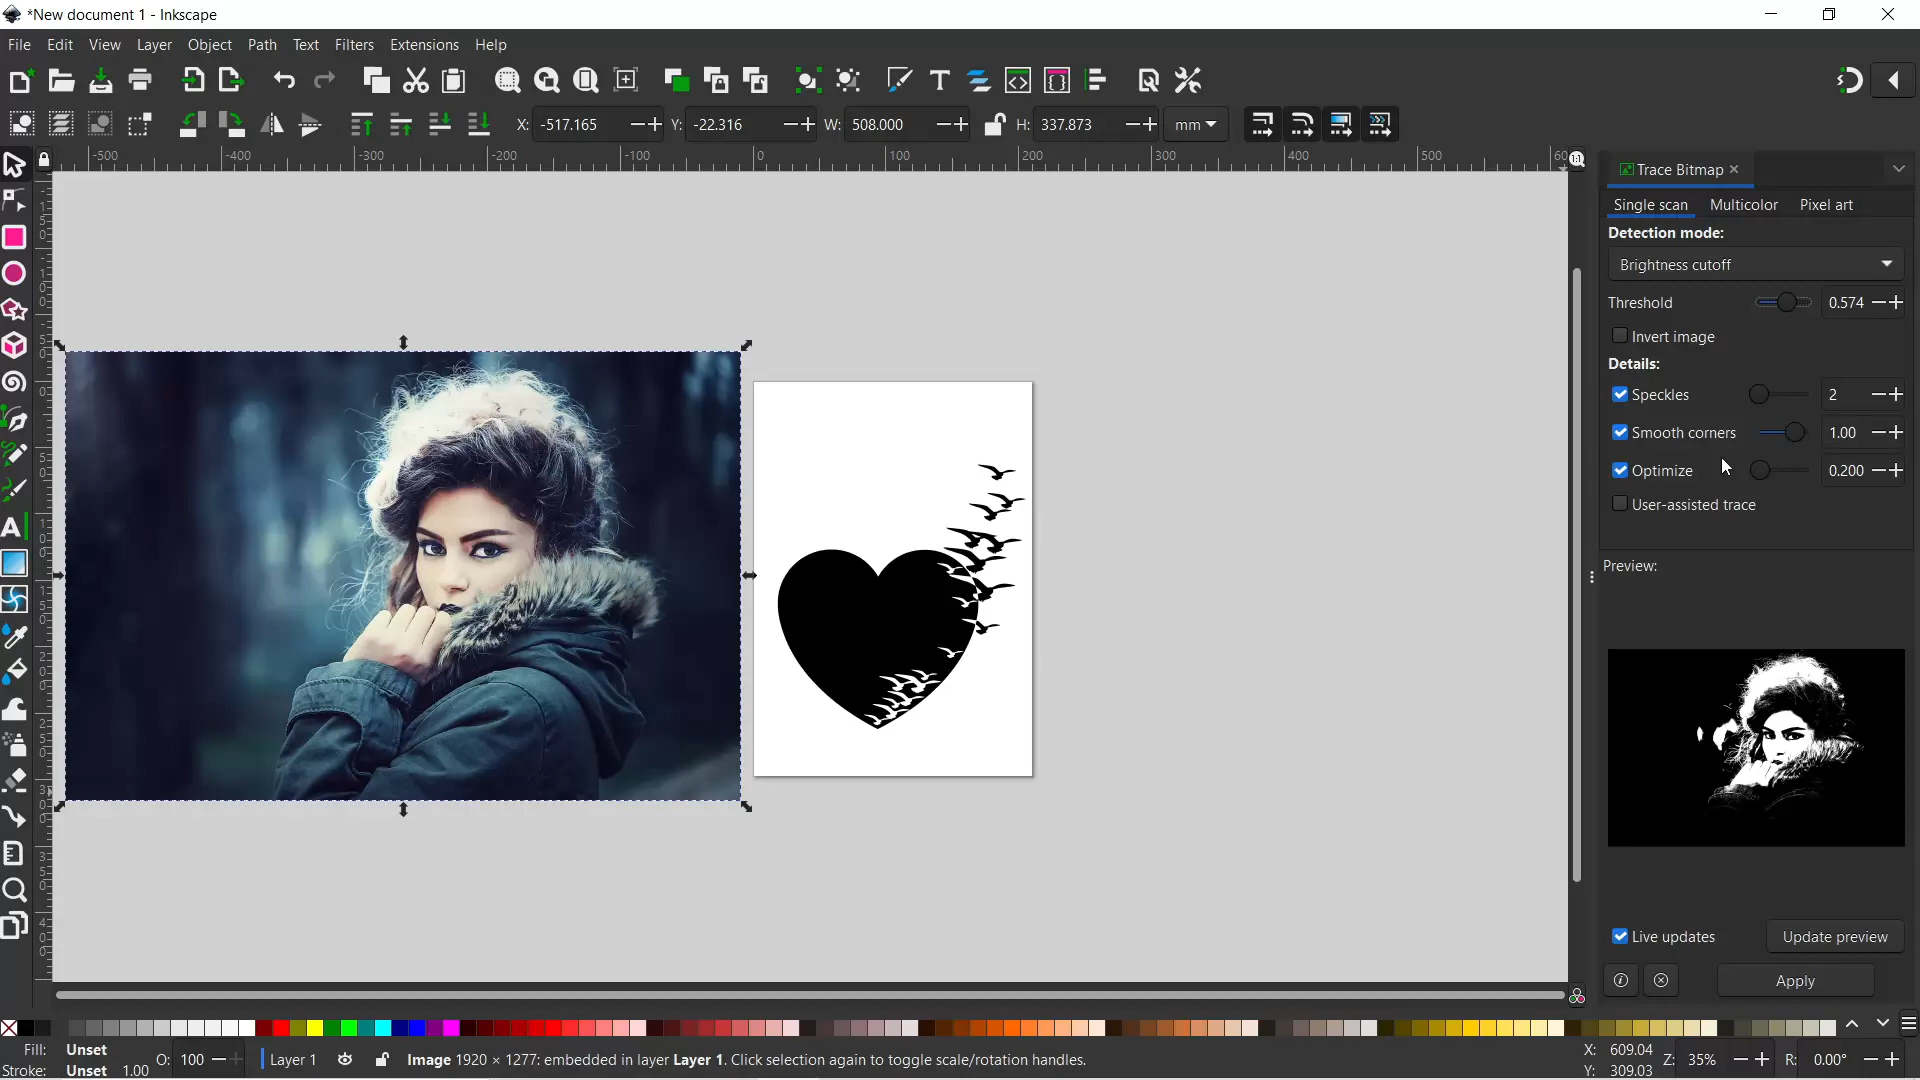 *New document 1 - Inkscape
File Edit View Layer Object Path Text Filters Extensions Help
X: -517.165 Y: -22.316 W: 508.000 H: 337.873 mm
-500 -400 -300 -200 -100 0 100 200 300 400 500 60
Trace Bitmap
Single scan Multicolor Pixel art
Detection mode:
Brightness cutoff
Threshold 0.574
Invert image
Details:
Speckles 2
Smooth corners 1.00
Optimize 0.200
User-assisted trace
Preview:
Live updates Update preview
Apply
Fill: Unset
Stroke: Unset 1.00
O: 100
Layer 1
Image 1920 × 1277: embedded in layer Layer 1. Click selection again to toggle scale/rotation handles.
X: 609.04
Y: 309.03
Z: 35%
R: 0.00°